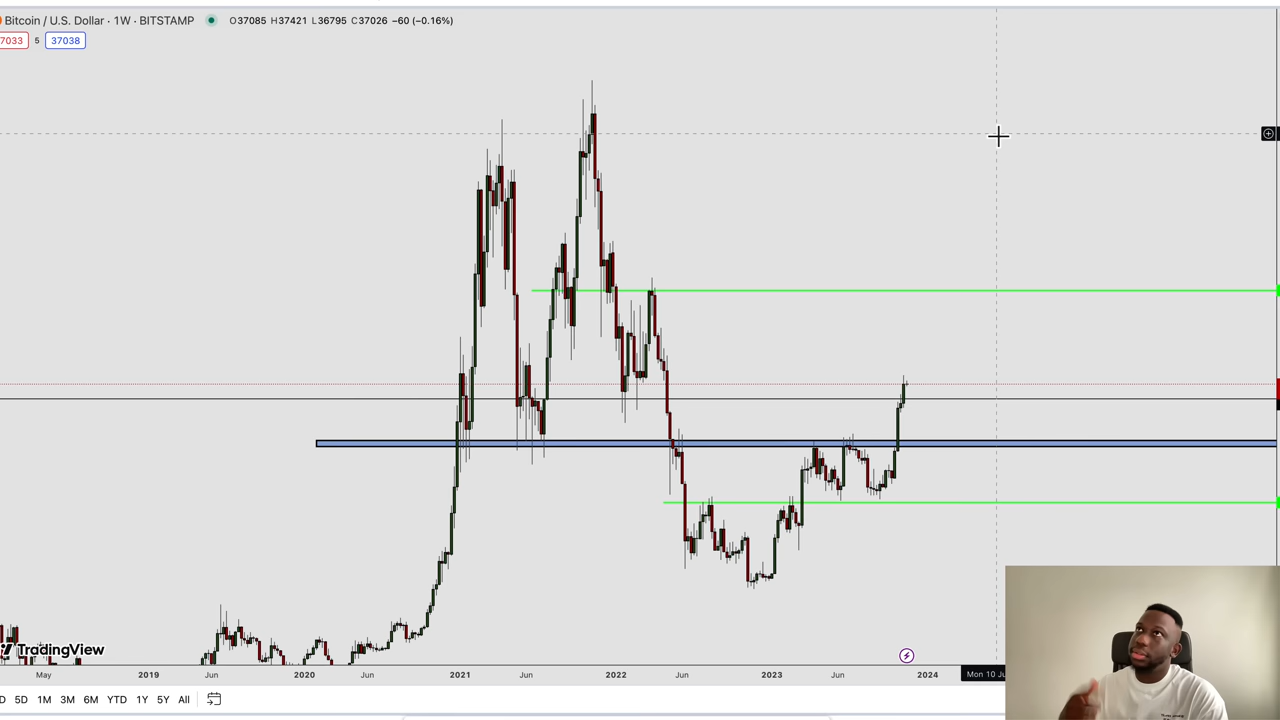 Bitcoin / U.S. Dollar · 1W · BITSTAMP O37085 H37421 L36795 C37026 −60 (−0.16%)
37033 5 37038
TradingView
May 2019 Jun 2020 Jun 2021 Jun 2022 Jun 2023 Jun 2024 Mon 10 Ju
D 5D 1M 3M 6M YTD 1Y 5Y All